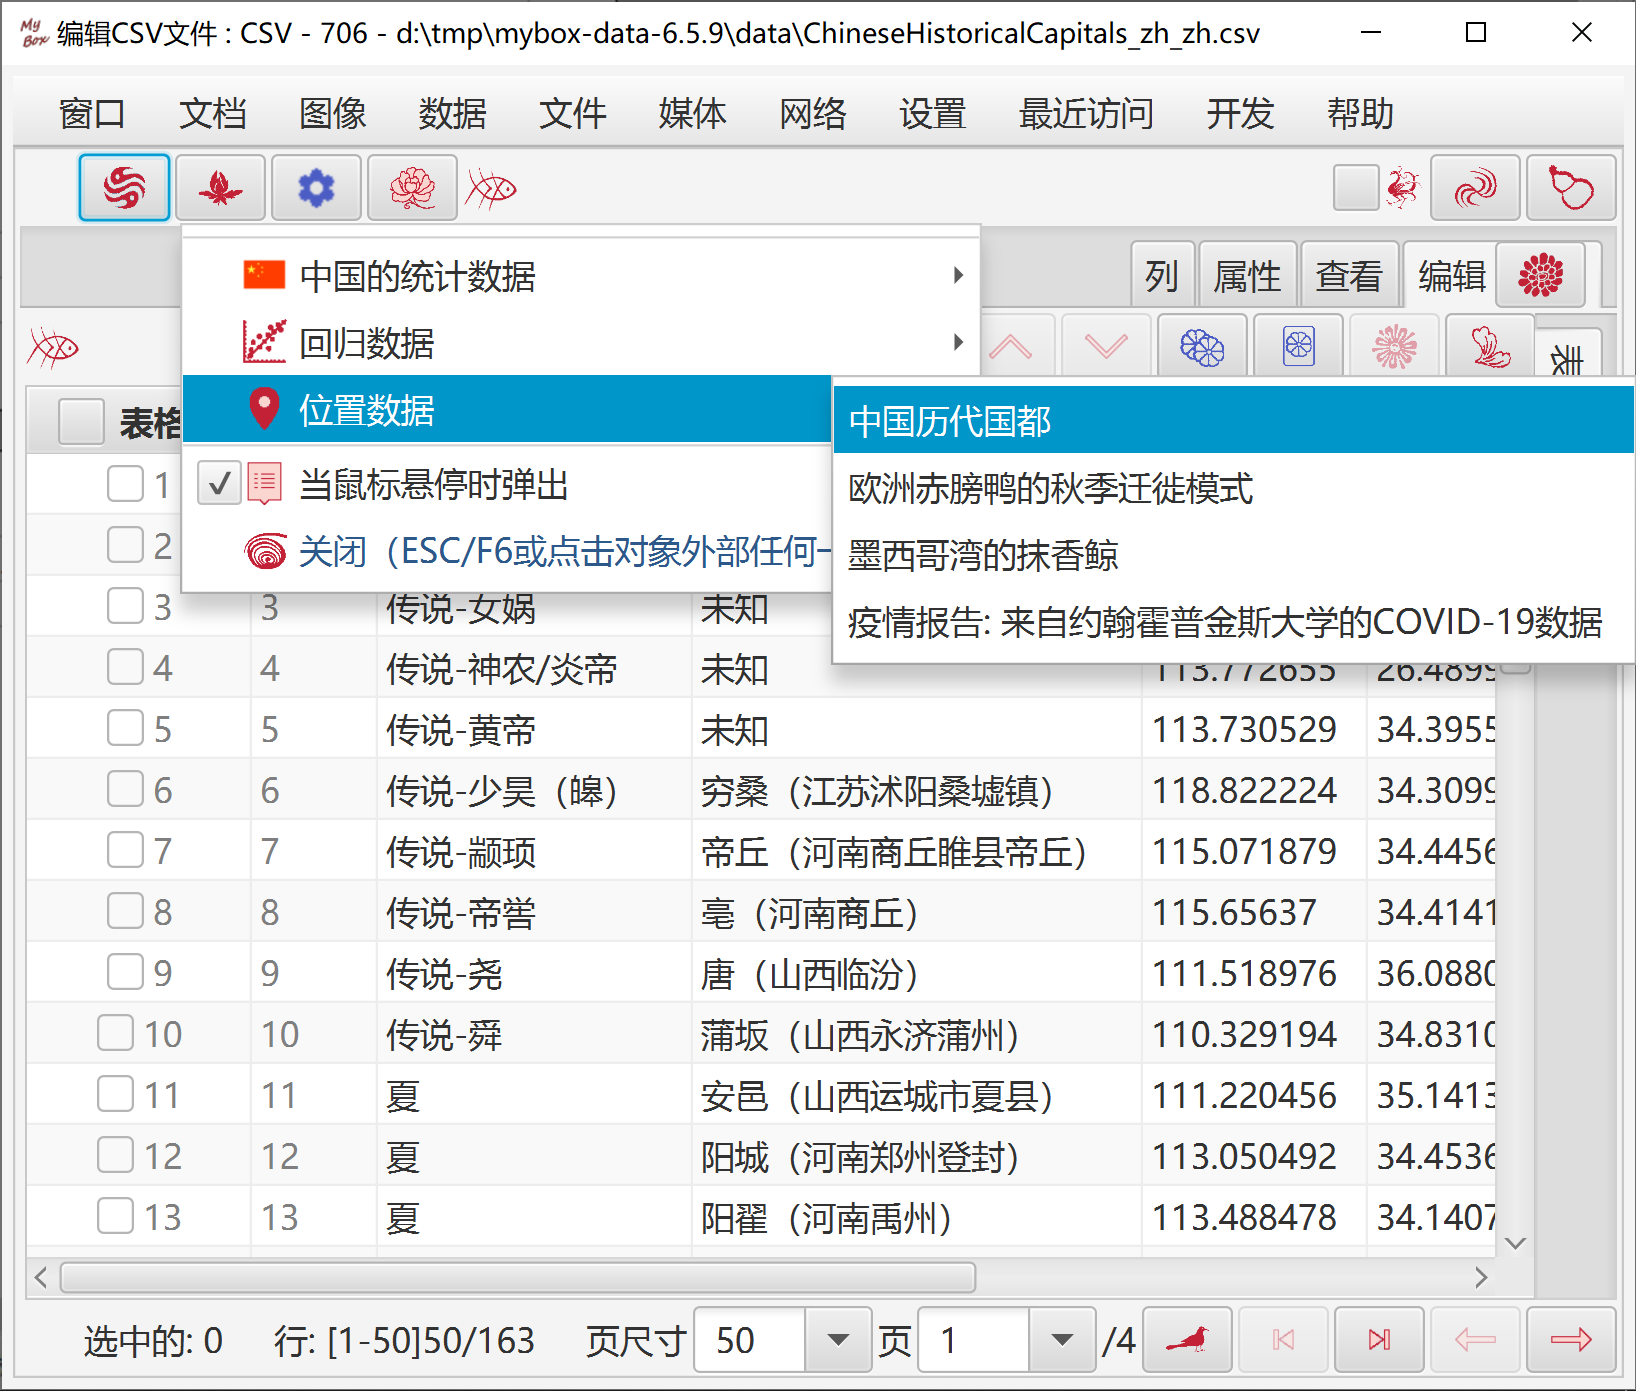 My Box 编辑CSV文件 : CSV - 706 - d:\tmp\mybox-data-6.5.9\data\ChineseHistoricalCapitals_zh_zh.csv
窗口 文档 图像 数据 文件 媒体 网络 设置 最近访问 开发 帮助
列 属性 查看 编辑
中国的统计数据
回归数据
位置数据
当鼠标悬停时弹出
关闭（ESC/F6或点击对象外部任何一
中国历代国都
欧洲赤膀鸭的秋季迁徙模式
墨西哥湾的抹香鲸
疫情报告: 来自约翰霍普金斯大学的COVID-19数据
表
表格
1
2
3 3 传说-女娲 未知
4 4 传说-神农/炎帝 未知 113.772655 26.4899
5 5 传说-黄帝 未知 113.730529 34.3955
6 6 传说-少昊（皞） 穷桑（江苏沭阳桑墟镇） 118.822224 34.3099
7 7 传说-颛顼 帝丘（河南商丘睢县帝丘） 115.071879 34.4456
8 8 传说-帝喾 亳（河南商丘） 115.65637 34.4141
9 9 传说-尧 唐（山西临汾） 111.518976 36.0880
10 10 传说-舜 蒲坂（山西永济蒲州） 110.329194 34.8310
11 11 夏 安邑（山西运城市夏县） 111.220456 35.1413
12 12 夏 阳城（河南郑州登封） 113.050492 34.4536
13 13 夏 阳翟（河南禹州） 113.488478 34.1407
选中的: 0 行: [1-50]50/163 页尺寸 50 页 1 /4